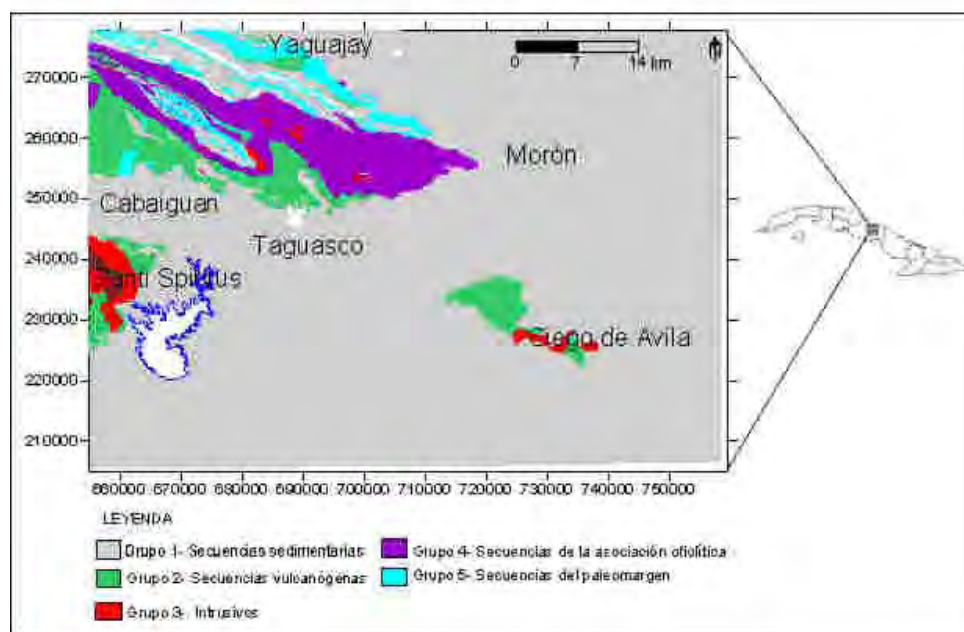 Yaguajay
0 7 14 km
270000
260000
Morón
250000
Cabaiguan
Taguasco
240000
Santi Spiritus
230000
Ciego de Avila
220000
210000
660000 670000 680000 690000 700000 710000 720000 730000 740000 750000
LEYENDA
Grupo 1- Secuencias sedimentarias
Grupo 4- Secuencias de la asociación ofiolítica
Grupo 2- Secuencias vulcanógenas
Grupo 5- Secuencias del paleomargen
Grupo 3- Intrusivos